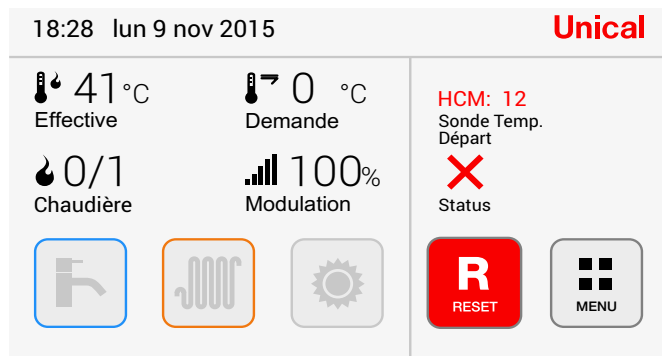 18:28 lun 9 nov 2015
Unical
41°C
Effective
0 °C
Demande
HCM: 12
Sonde Temp.
Départ
0/1
Chaudière
100%
Modulation
Status
R
RESET
MENU